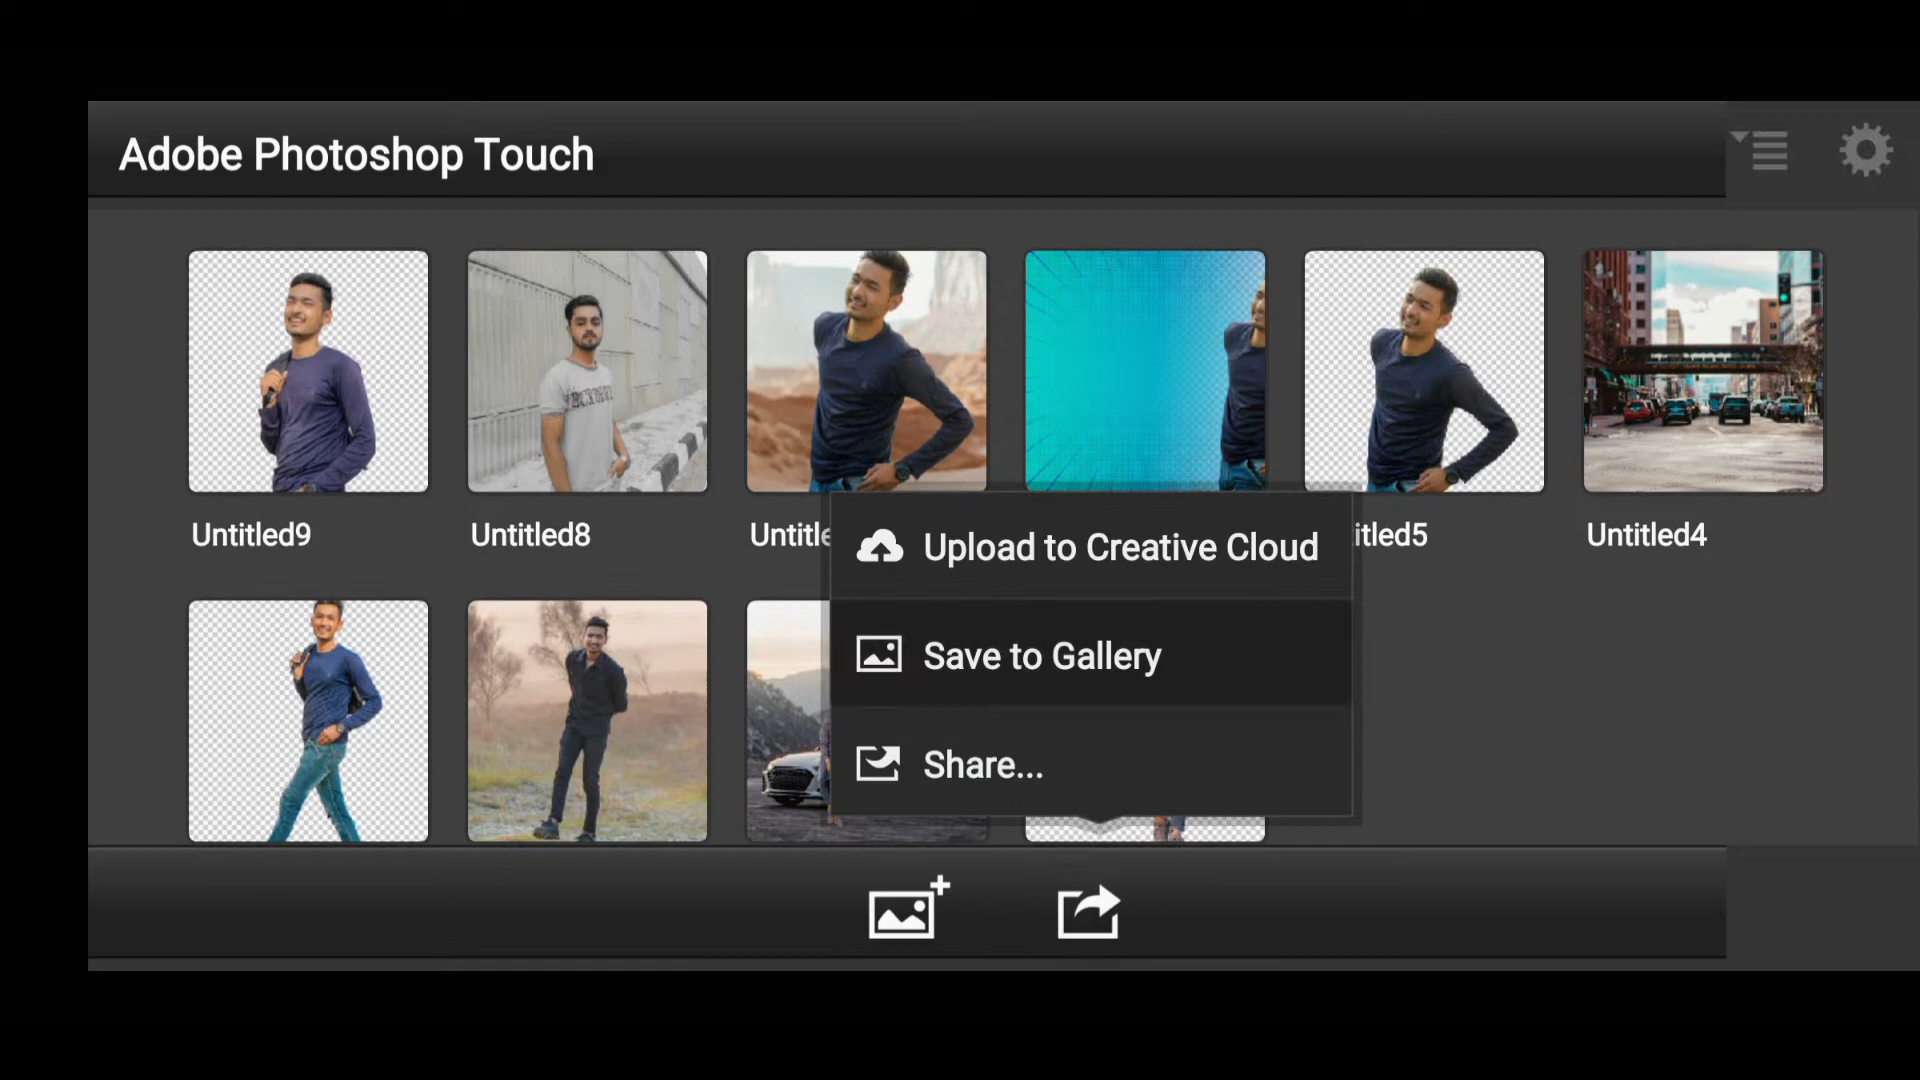 Adobe Photoshop Touch
Untitled9
Untitled8
Untitle
itled5
Untitled4
Upload to Creative Cloud
Save to Gallery
Share...